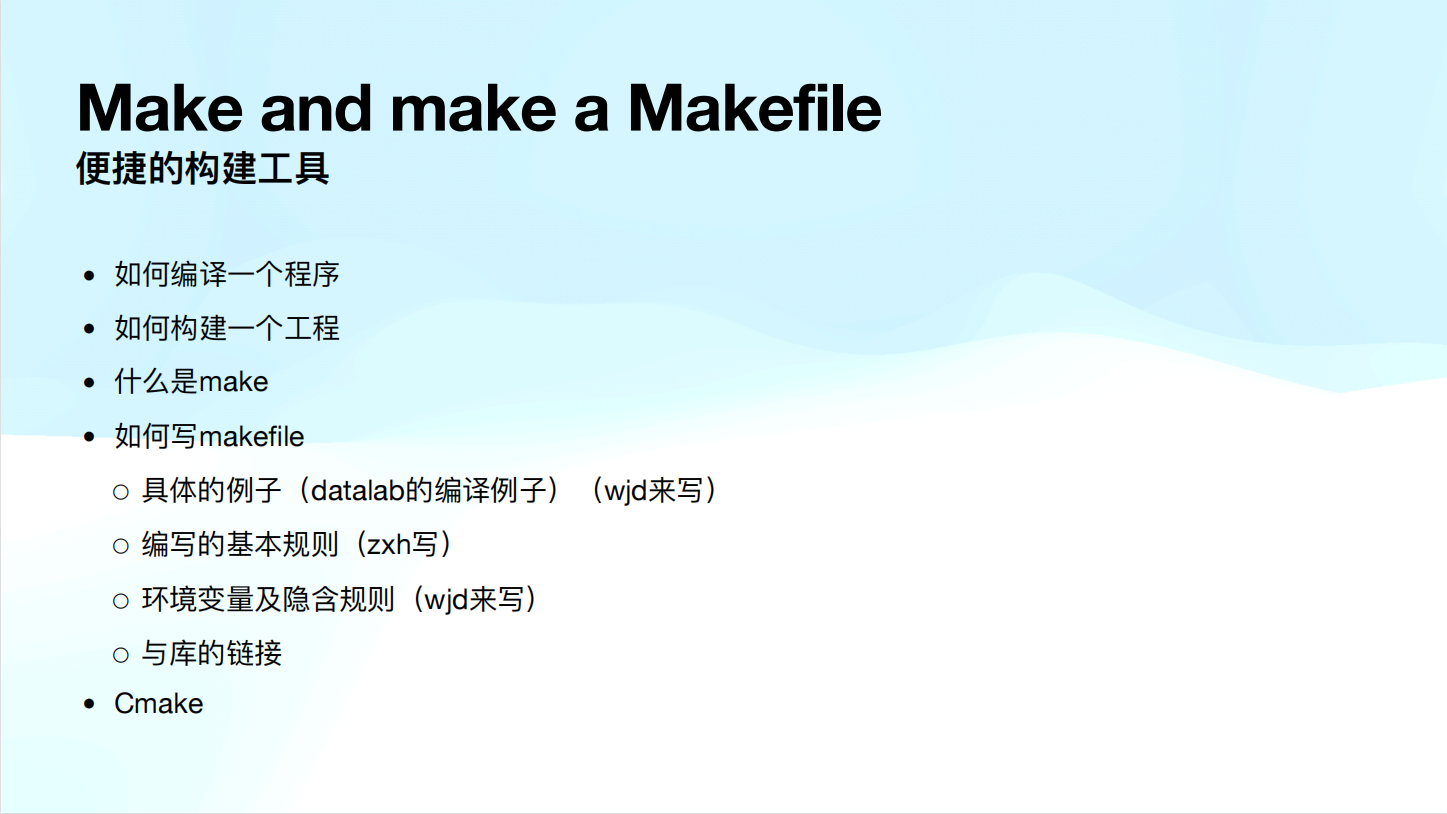 Make and make a Makefile
便捷的构建工具
• 如何编译一个程序
• 如何构建一个工程
• 什么是make
• 如何写makefile
○ 具体的例子（datalab的编译例子）（wjd来写）
○ 编写的基本规则（zxh写）
○ 环境变量及隐含规则（wjd来写）
○ 与库的链接
• Cmake